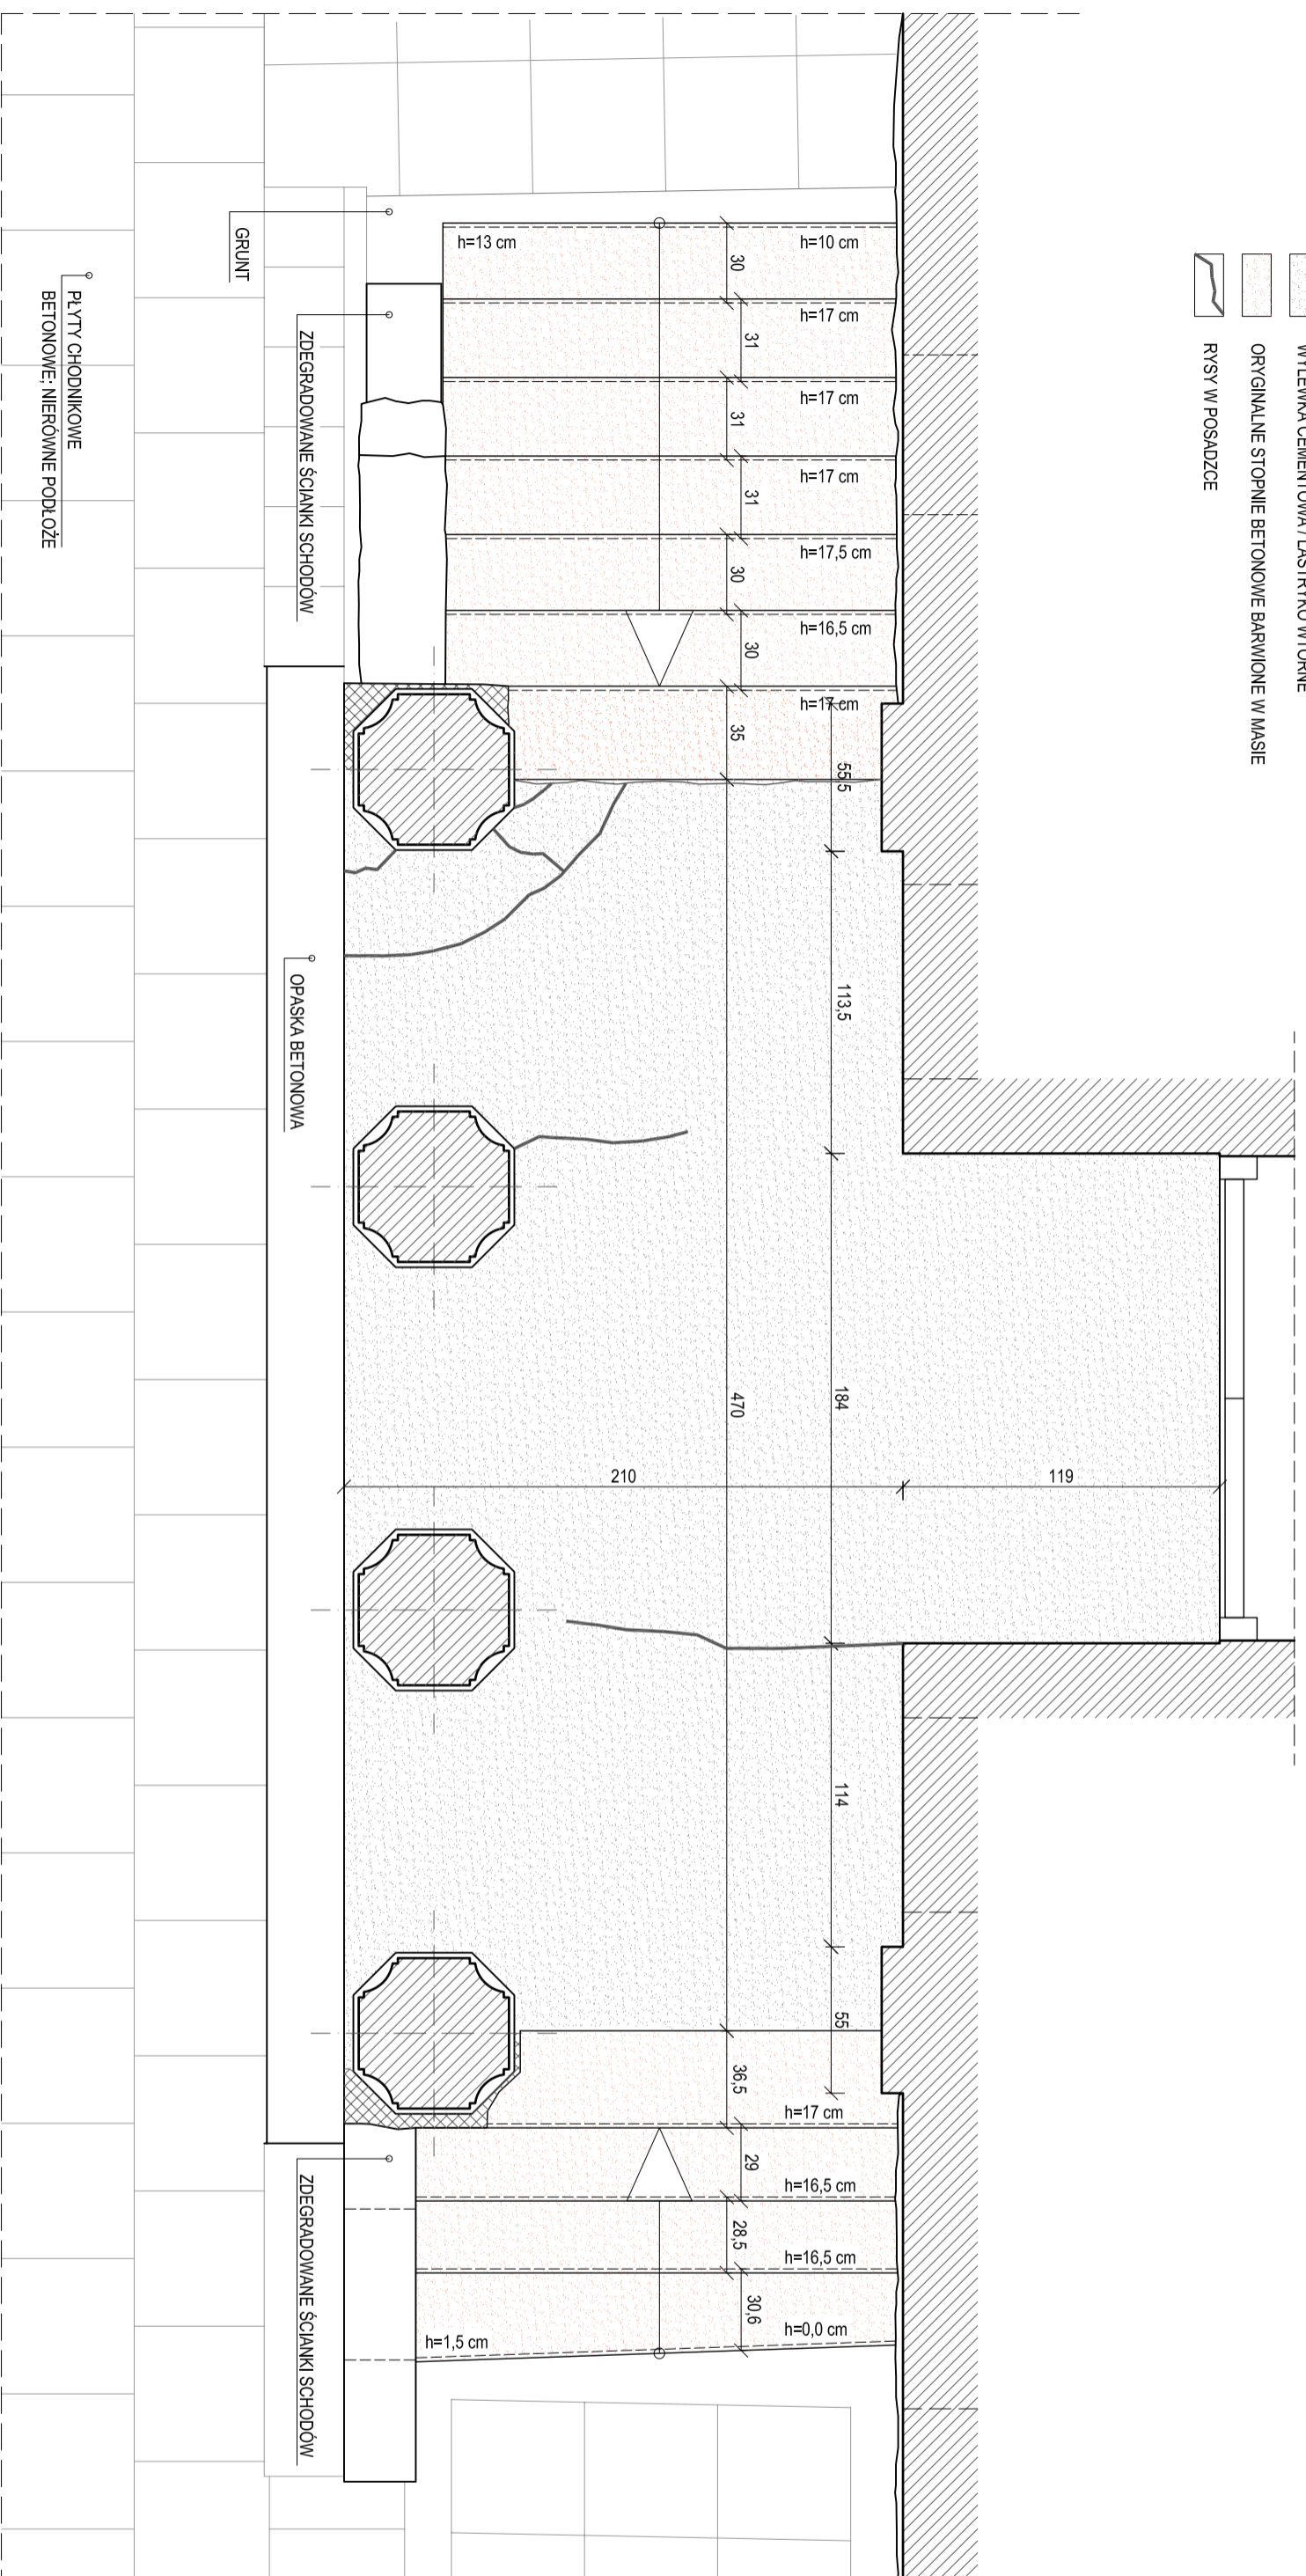 WYLEWKA CEMENTOWA / LASTRYKO WTÓRNE
ORYGINALNE STOPNIE BETONOWE BARWIONE W MASIE
RYSY W POSADZCE
h=13 cm
h=10 cm
30
h=17 cm
31
h=17 cm
31
h=17 cm
31
h=17,5 cm
30
h=16,5 cm
30
h=17 cm
35
55,5
113,5
184
470
210
119
114
55
36,5
h=17 cm
29
h=16,5 cm
28,5
h=16,5 cm
30,6
h=0,0 cm
h=1,5 cm
GRUNT
ZDEGRADOWANE ŚCIANKI SCHODÓW
PŁYTY CHODNIKOWE
BETONOWE; NIERÓWNE PODŁOŻE
OPASKA BETONOWA
ZDEGRADOWANE ŚCIANKI SCHODÓW